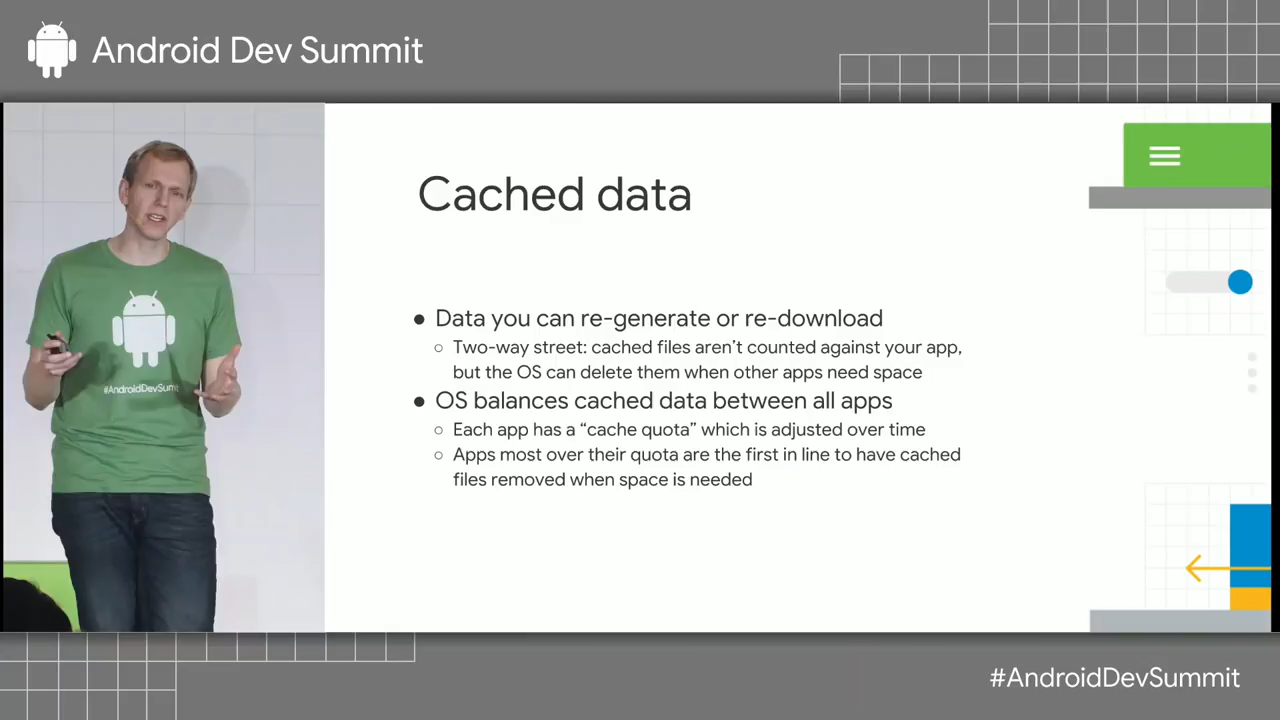 Android Dev Summit
Cached data
● Data you can re-generate or re-download
○ Two-way street: cached files aren't counted against your app,
but the OS can delete them when other apps need space
● OS balances cached data between all apps
○ Each app has a “cache quota” which is adjusted over time
○ Apps most over their quota are the first in line to have cached
files removed when space is needed
#AndroidDevSummit
#AndroidDevSummit